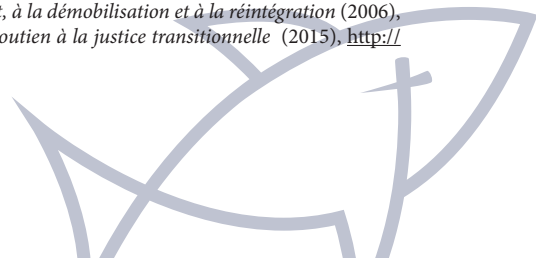 t, à la démobilisation et à la réintégration (2006),
outien à la justice transitionnelle (2015), http://